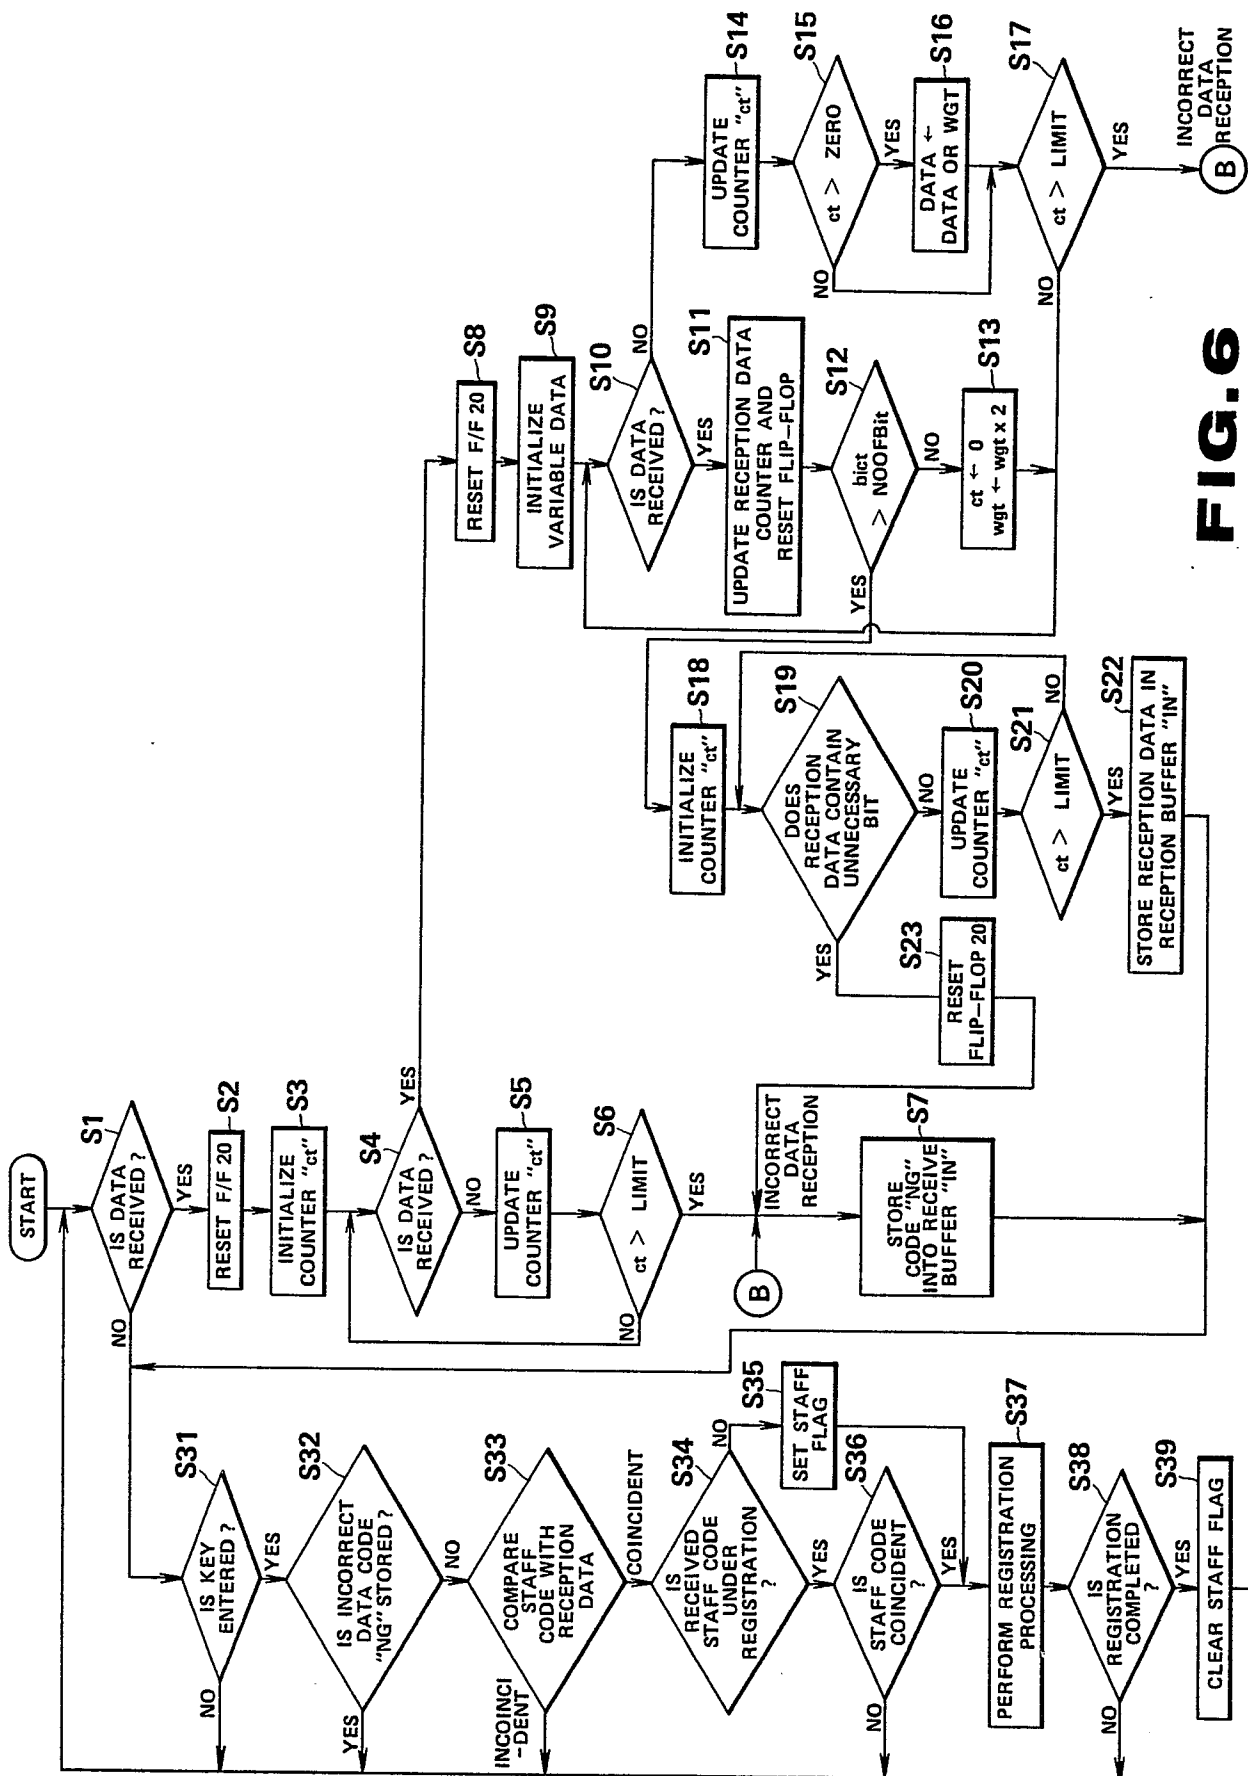 START
S1
IS DATA
RECEIVED ?
NO
YES
S2
RESET F/F 20
S3
INITIALIZE
COUNTER "ct"
S4
IS DATA
RECEIVED ?
YES
NO
S5
UPDATE
COUNTER "ct"
S6
ct > LIMIT
NO
YES
INCORRECT
DATA
RECEPTION
B
S7
STORE
CODE "NG"
INTO RECEIVE
BUFFER "IN"
S8
RESET F/F 20
S9
INITIALIZE
VARIABLE DATA
S10
IS DATA
RECEIVED ?
NO
YES
S11
UPDATE RECEPTION DATA
COUNTER AND
RESET FLIP-FLOP
S12
bict
> NOOFBit
YES
NO
S13
ct ← 0
wgt ← wgt x 2
S14
UPDATE
COUNTER "ct"
S15
ct > ZERO
NO
YES
S16
DATA ←
DATA OR WGT
S17
ct > LIMIT
NO
YES
INCORRECT
DATA
RECEPTION
B
S18
INITIALIZE
COUNTER "ct"
S19
DOES
RECEPTION
DATA CONTAIN
UNNECESSARY
BIT
YES
NO
S20
UPDATE
COUNTER "ct"
S21
ct > LIMIT
NO
YES
S22
STORE RECEPTION DATA IN
RECEPTION BUFFER "IN"
S23
RESET
FLIP-FLOP 20
S31
IS KEY
ENTERED ?
NO
YES
S32
IS INCORRECT
DATA CODE
"NG" STORED ?
YES
NO
S33
COMPARE
STAFF
CODE WITH
RECEPTION
DATA
INCOINCI
-DENT
COINCIDENT
S34
IS
RECEIVED
STAFF CODE
UNDER
REGISTRATION
?
NO
YES
S35
SET STAFF
FLAG
S36
IS
STAFF CODE
COINCIDENT
?
NO
YES
S37
PERFORM REGISTRATION
PROCESSING
S38
IS
REGISTRATION
COMPLETED
?
NO
YES
S39
CLEAR STAFF FLAG
FIG.6